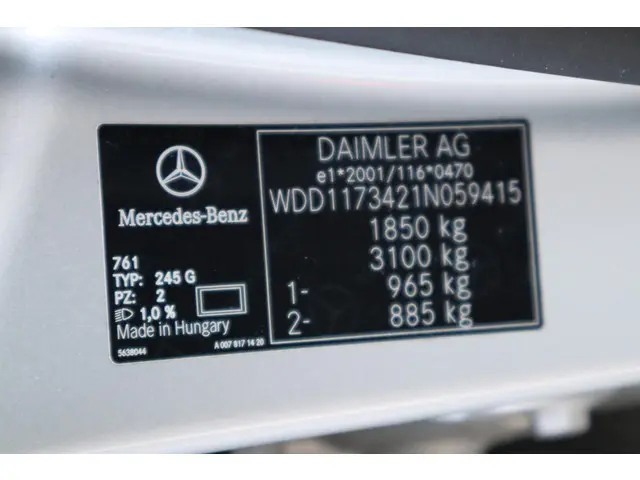 Mercedes-Benz
761
TYP: 245 G
PZ: 2
1,0 %
Made in Hungary
5638044
A 007 817 14 20
DAIMLER AG
e1*2001/116*0470
WDD1173421N059415
1850 kg
3100 kg
1- 965 kg
2- 885 kg